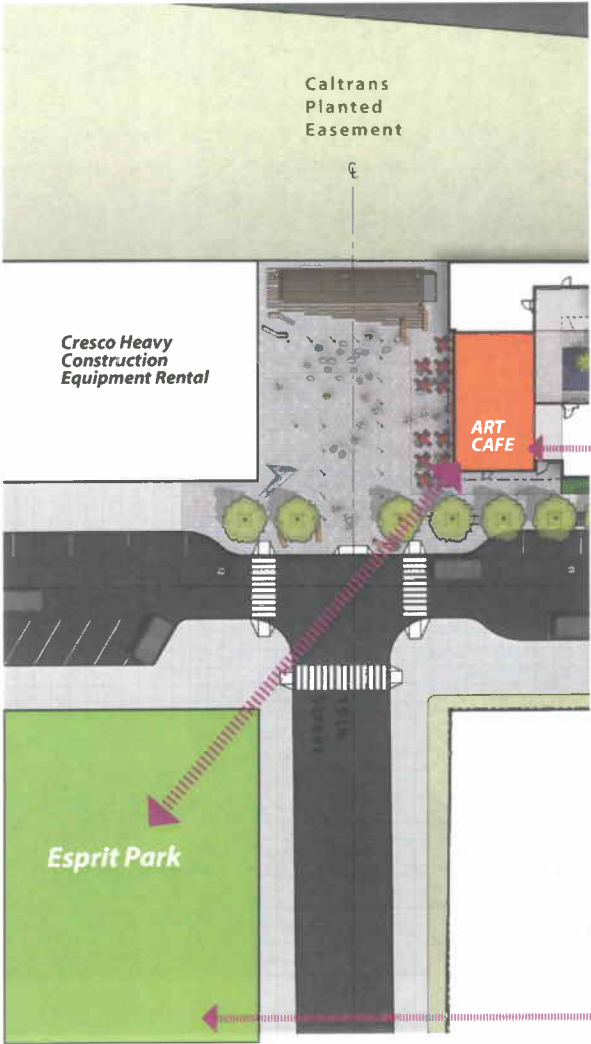 Caltrans
Planted
Easement
℄
Cresco Heavy
Construction
Equipment Rental
ART
CAFE
Esprit Park